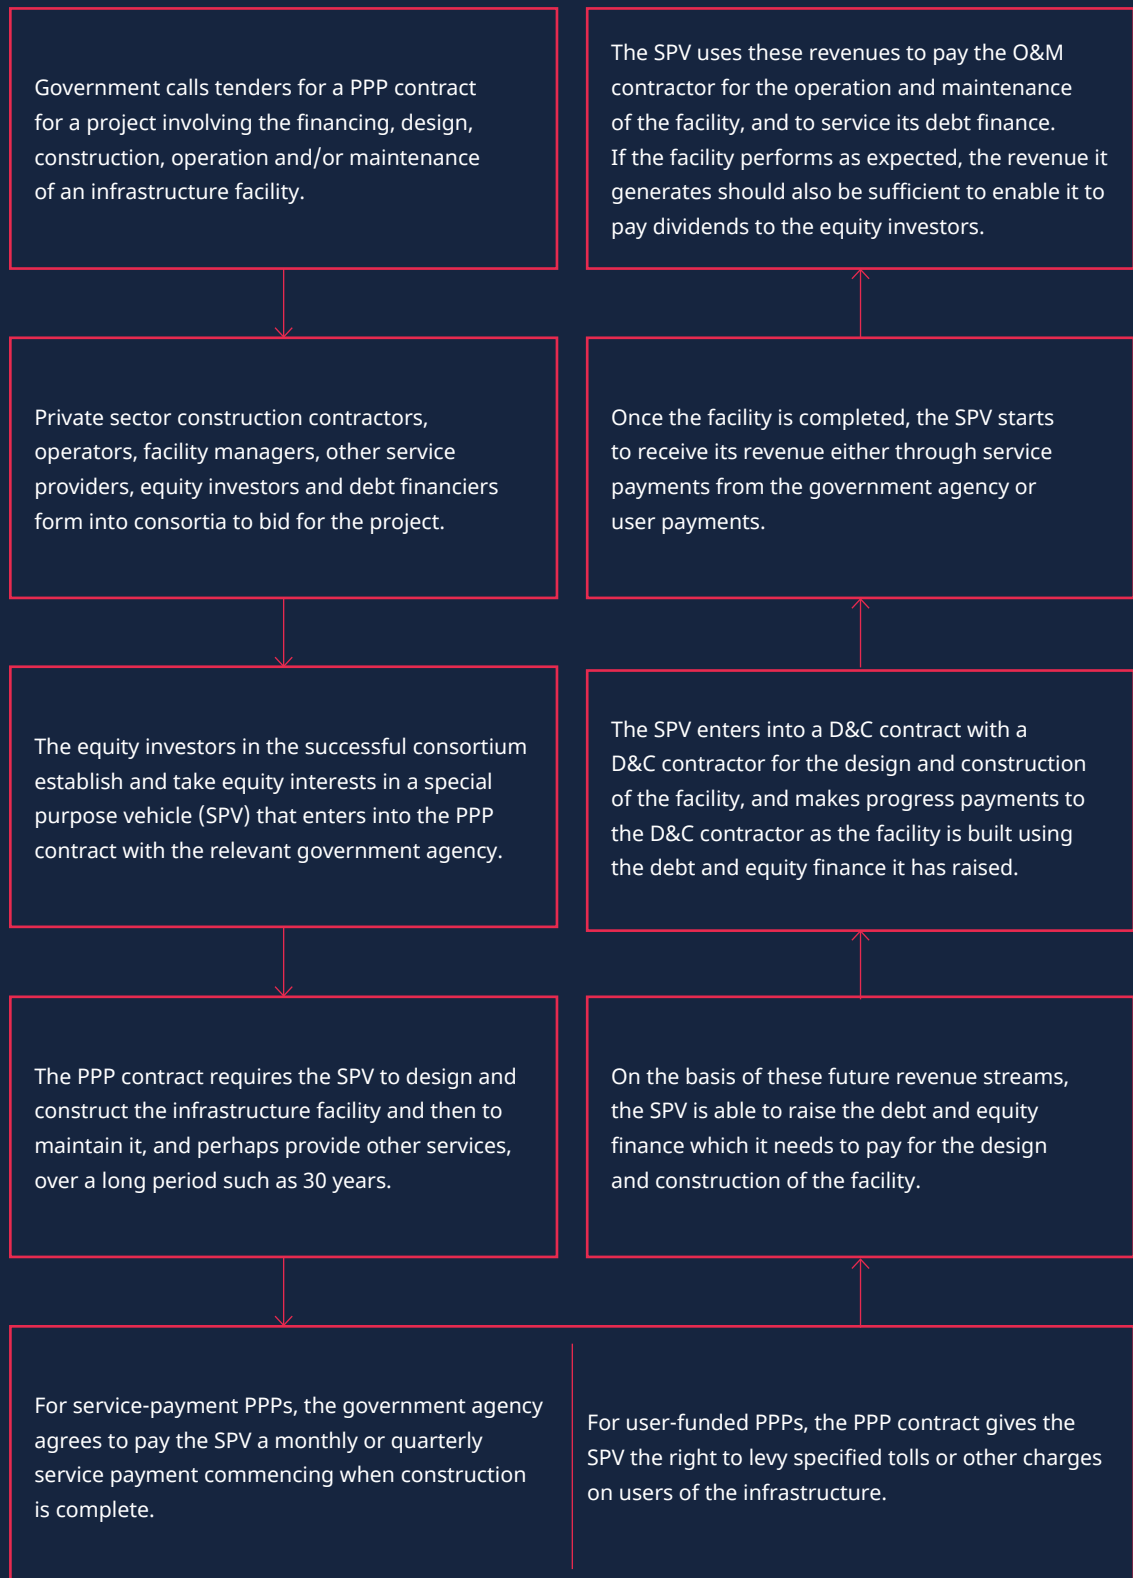 Government calls tenders for a PPP contract
for a project involving the financing, design,
construction, operation and/or maintenance
of an infrastructure facility.
Private sector construction contractors,
operators, facility managers, other service
providers, equity investors and debt financiers
form into consortia to bid for the project.
The equity investors in the successful consortium
establish and take equity interests in a special
purpose vehicle (SPV) that enters into the PPP
contract with the relevant government agency.
The PPP contract requires the SPV to design and
construct the infrastructure facility and then to
maintain it, and perhaps provide other services,
over a long period such as 30 years.
For service-payment PPPs, the government agency
agrees to pay the SPV a monthly or quarterly
service payment commencing when construction
is complete.
For user-funded PPPs, the PPP contract gives the
SPV the right to levy specified tolls or other charges
on users of the infrastructure.
On the basis of these future revenue streams,
the SPV is able to raise the debt and equity
finance which it needs to pay for the design
and construction of the facility.
The SPV enters into a D&C contract with a
D&C contractor for the design and construction
of the facility, and makes progress payments to
the D&C contractor as the facility is built using
the debt and equity finance it has raised.
Once the facility is completed, the SPV starts
to receive its revenue either through service
payments from the government agency or
user payments.
The SPV uses these revenues to pay the O&M
contractor for the operation and maintenance
of the facility, and to service its debt finance.
If the facility performs as expected, the revenue it
generates should also be sufficient to enable it to
pay dividends to the equity investors.